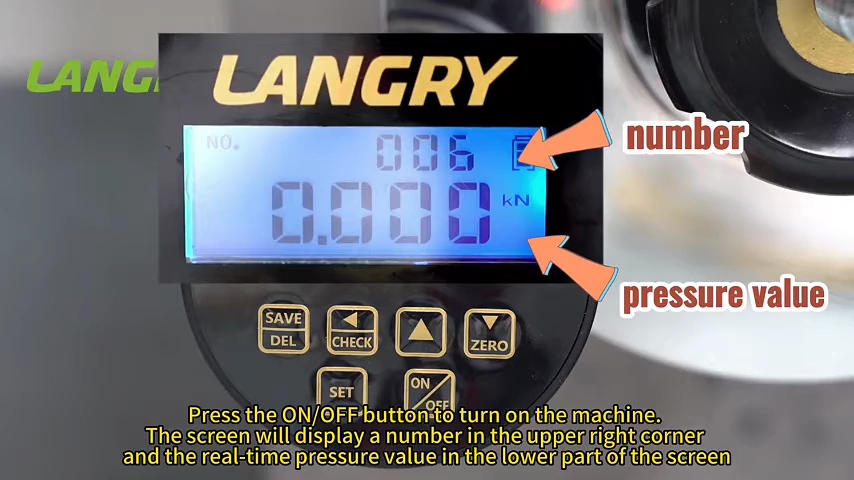 LANGRY
LANG
NO.
006
number
0.000 kN
pressure value
SAVE
DEL
CHECK
ZERO
SET
ON
OFF
Press the ON/OFF button to turn on the machine.
The screen will display a number in the upper right corner
and the real-time pressure value in the lower part of the screen